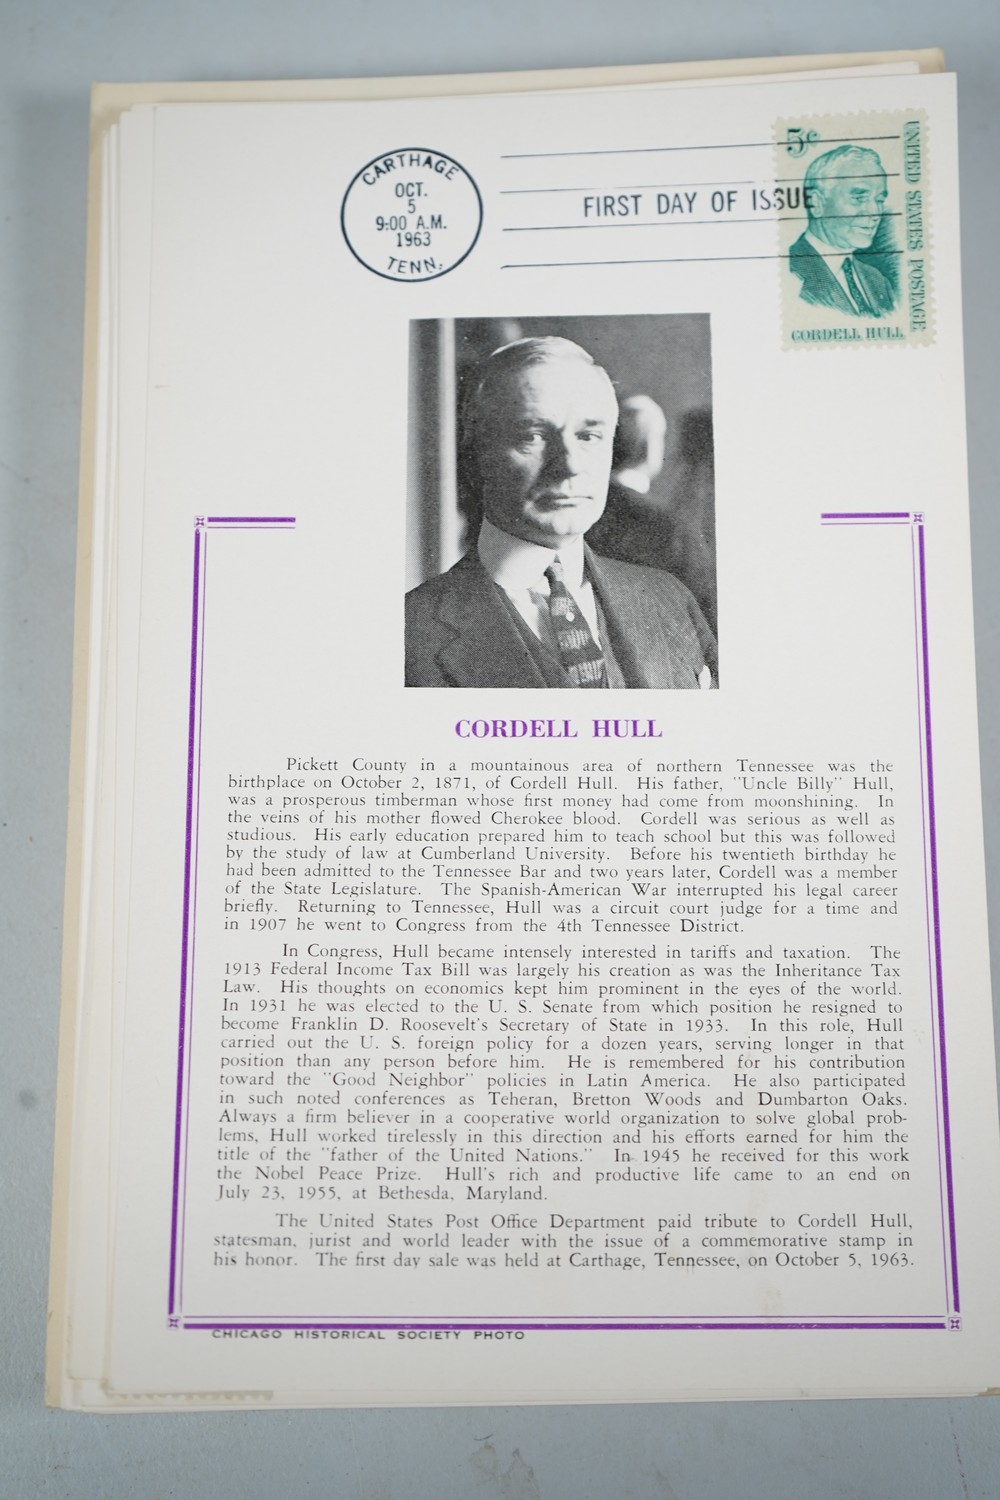 CARTHAGE
OCT.
5
9:00 A.M.
1963
TENN.
FIRST DAY OF ISSUE
5c
UNITED STATES POSTAGE
CORDELL HULL
CORDELL HULL
Pickett County in a mountainous area of northern Tennessee was the
birthplace on October 2, 1871, of Cordell Hull. His father, "Uncle Billy" Hull,
was a prosperous timberman whose first money had come from moonshining. In
the veins of his mother flowed Cherokee blood. Cordell was serious as well as
studious. His early education prepared him to teach school but this was followed
by the study of law at Cumberland University. Before his twentieth birthday he
had been admitted to the Tennessee Bar and two years later, Cordell was a member
of the State Legislature. The Spanish-American War interrupted his legal career
briefly. Returning to Tennessee, Hull was a circuit court judge for a time and
in 1907 he went to Congress from the 4th Tennessee District.
In Congress, Hull became intensely interested in tariffs and taxation. The
1913 Federal Income Tax Bill was largely his creation as was the Inheritance Tax
Law. His thoughts on economics kept him prominent in the eyes of the world.
In 1931 he was elected to the U. S. Senate from which position he resigned to
become Franklin D. Roosevelt's Secretary of State in 1933. In this role, Hull
carried out the U. S. foreign policy for a dozen years, serving longer in that
position than any person before him. He is remembered for his contribution
toward the "Good Neighbor" policies in Latin America. He also participated
in such noted conferences as Teheran, Bretton Woods and Dumbarton Oaks.
Always a firm believer in a cooperative world organization to solve global prob-
lems, Hull worked tirelessly in this direction and his efforts earned for him the
title of the "father of the United Nations." In 1945 he received for this work
the Nobel Peace Prize. Hull's rich and productive life came to an end on
July 23, 1955, at Bethesda, Maryland.
The United States Post Office Department paid tribute to Cordell Hull,
statesman, jurist and world leader with the issue of a commemorative stamp in
his honor. The first day sale was held at Carthage, Tennessee, on October 5, 1963.
CHICAGO HISTORICAL SOCIETY PHOTO